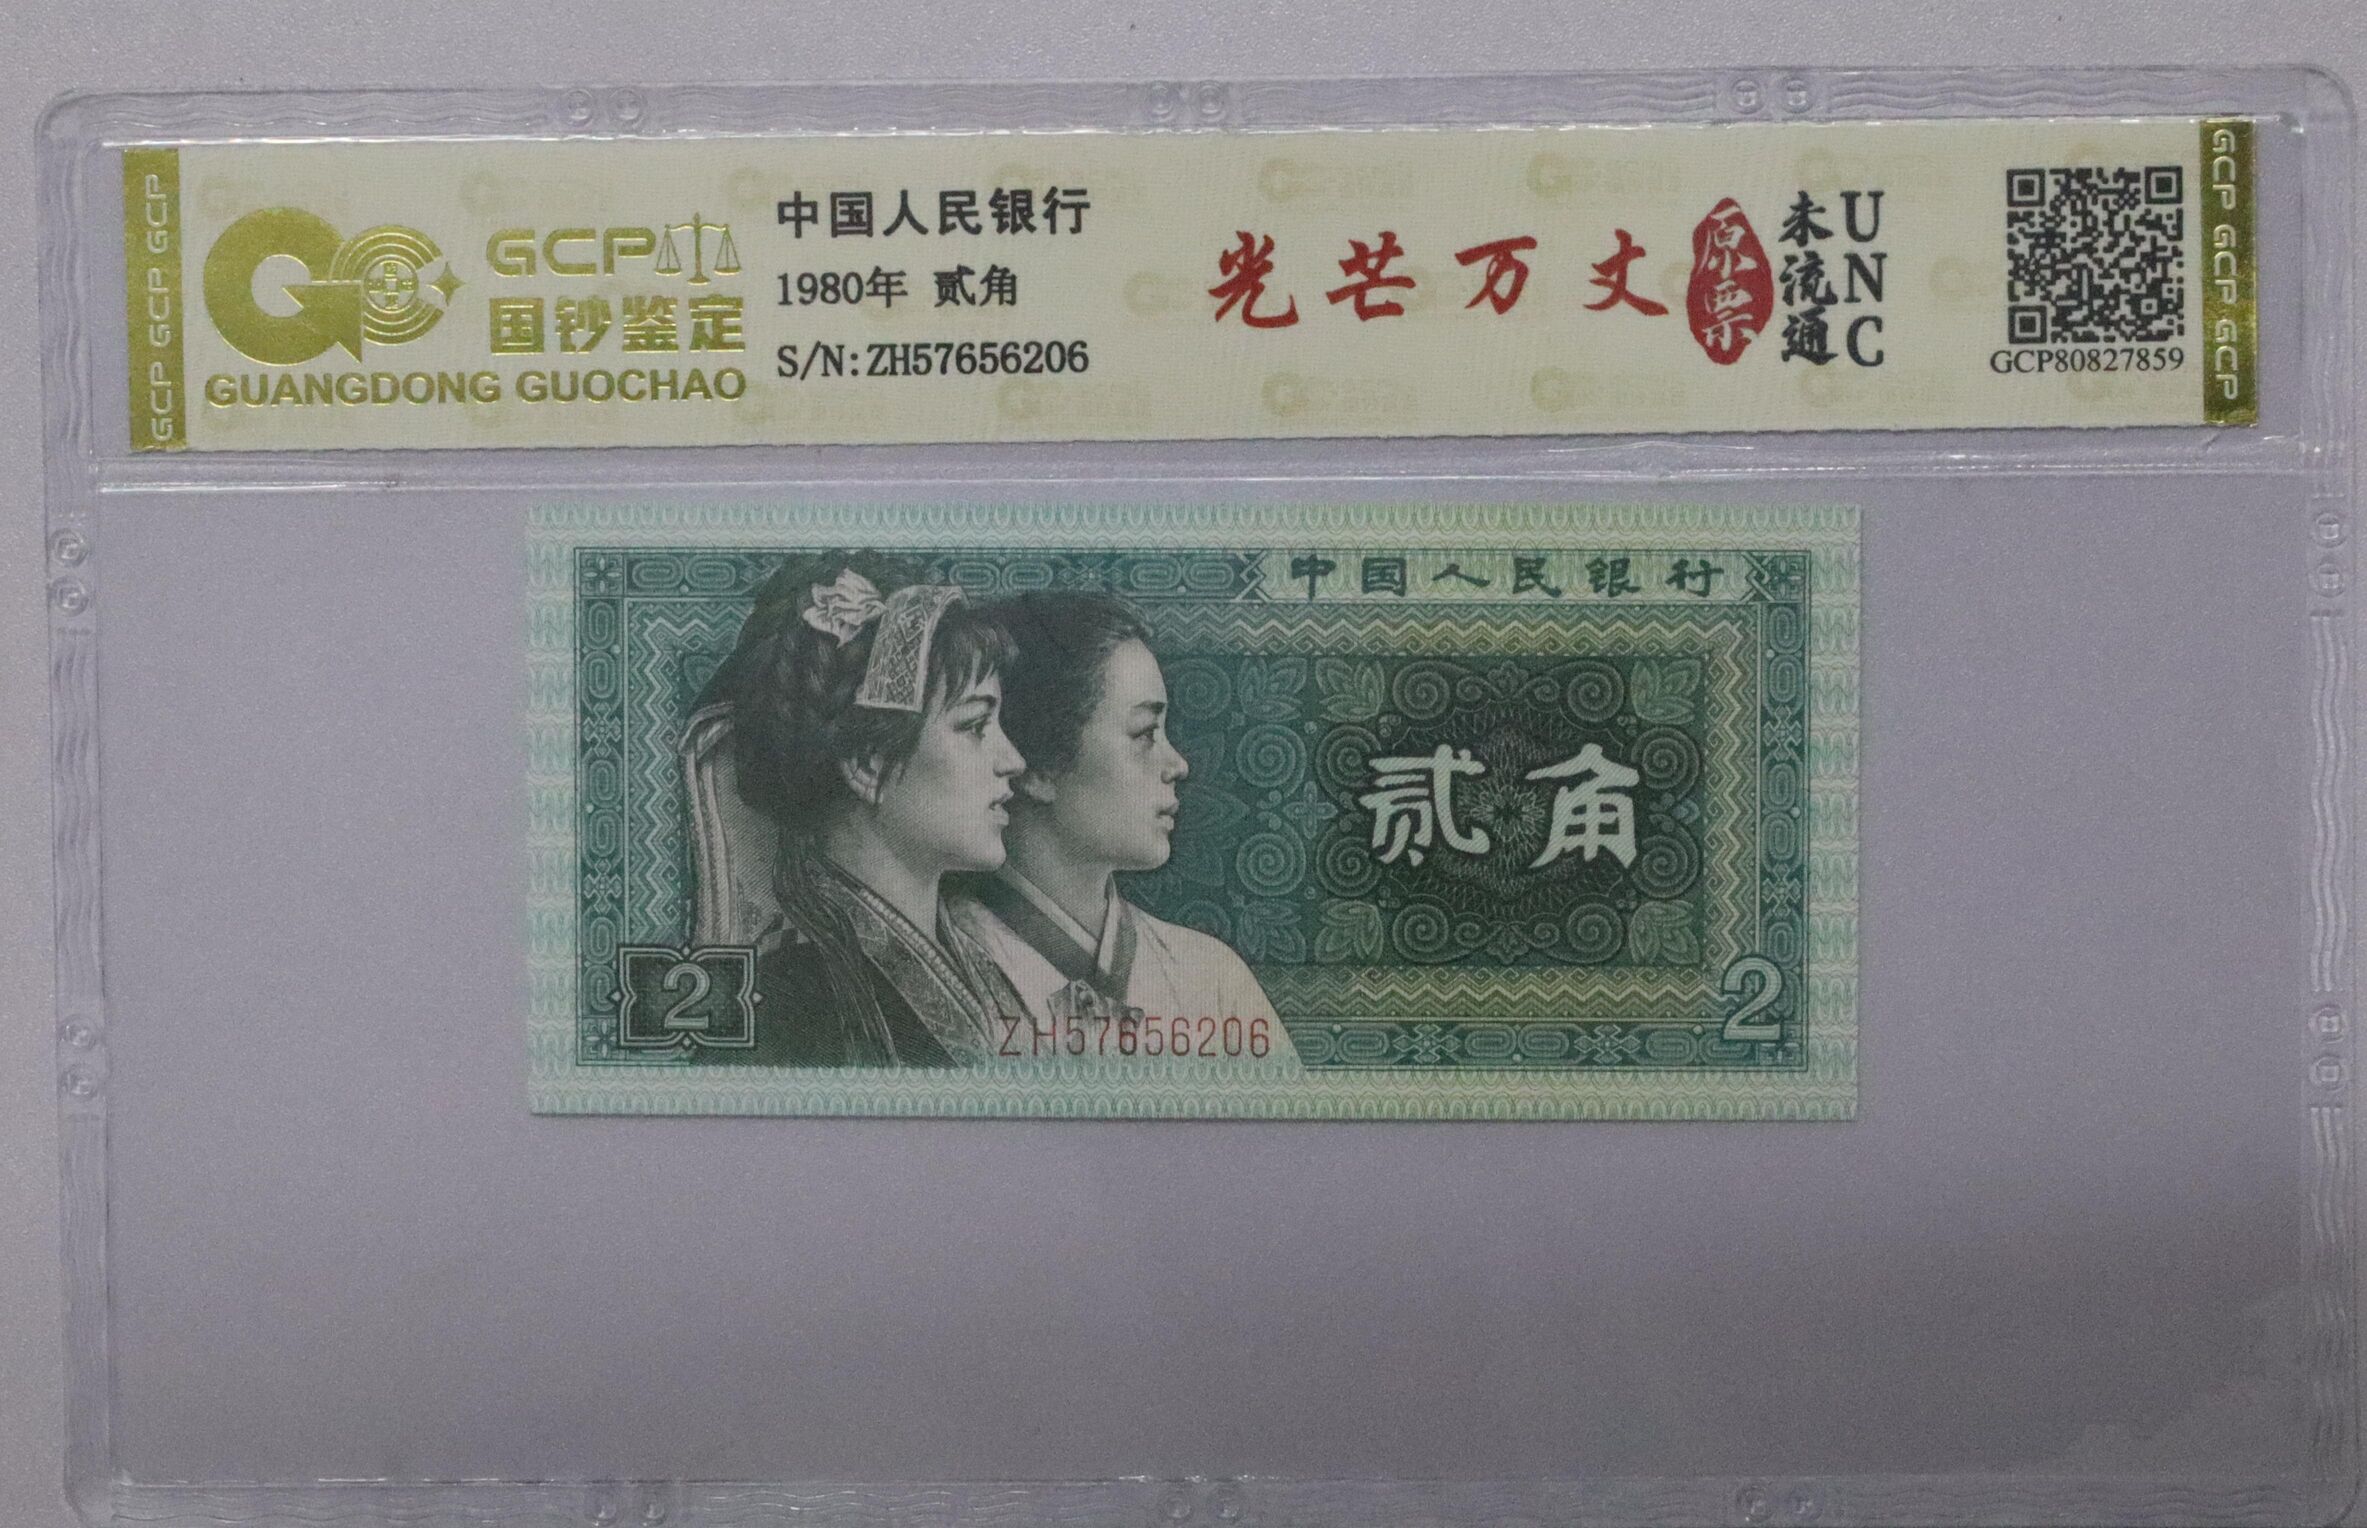 GCP GCP GCP
GCP
国钞鉴定
GUANGDONG GUOCHAO
中国人民银行
1980年 贰角
S/N:ZH57656206
光芒万丈
原票
未流通
UNC
GCP80827859
GCP GCP GCP
中国人民银行
贰角
2
2
ZH57656206